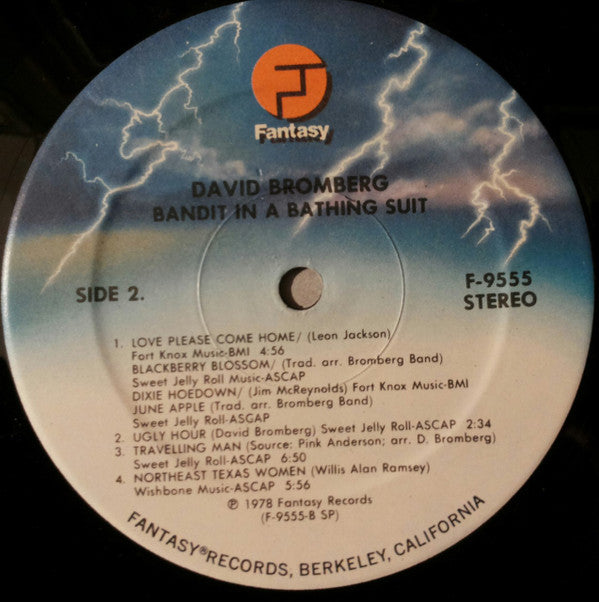 Fantasy
DAVID BROMBERG
BANDIT IN A BATHING SUIT
SIDE 2.
F-9555
STEREO
1. LOVE PLEASE COME HOME/ (Leon Jackson)
Fort Knox Music-BMI 4:56
BLACKBERRY BLOSSOM/ (Trad. arr. Bromberg Band)
Sweet Jelly Roll Music-ASCAP
DIXIE HOEDOWN/ (Jim McReynolds) Fort Knox Music-BMI
JUNE APPLE (Trad. arr. Bromberg Band)
Sweet Jelly Roll-ASCAP
2. UGLY HOUR (David Bromberg) Sweet Jelly Roll-ASCAP 2:34
3. TRAVELLING MAN (Source: Pink Anderson; arr. D. Bromberg)
Sweet Jelly Roll-ASCAP 6:50
4. NORTHEAST TEXAS WOMEN (Willis Alan Ramsey)
Wishbone Music-ASCAP 5:56
℗ 1978 Fantasy Records
(F-9555-B SP)
FANTASY® RECORDS, BERKELEY, CALIFORNIA